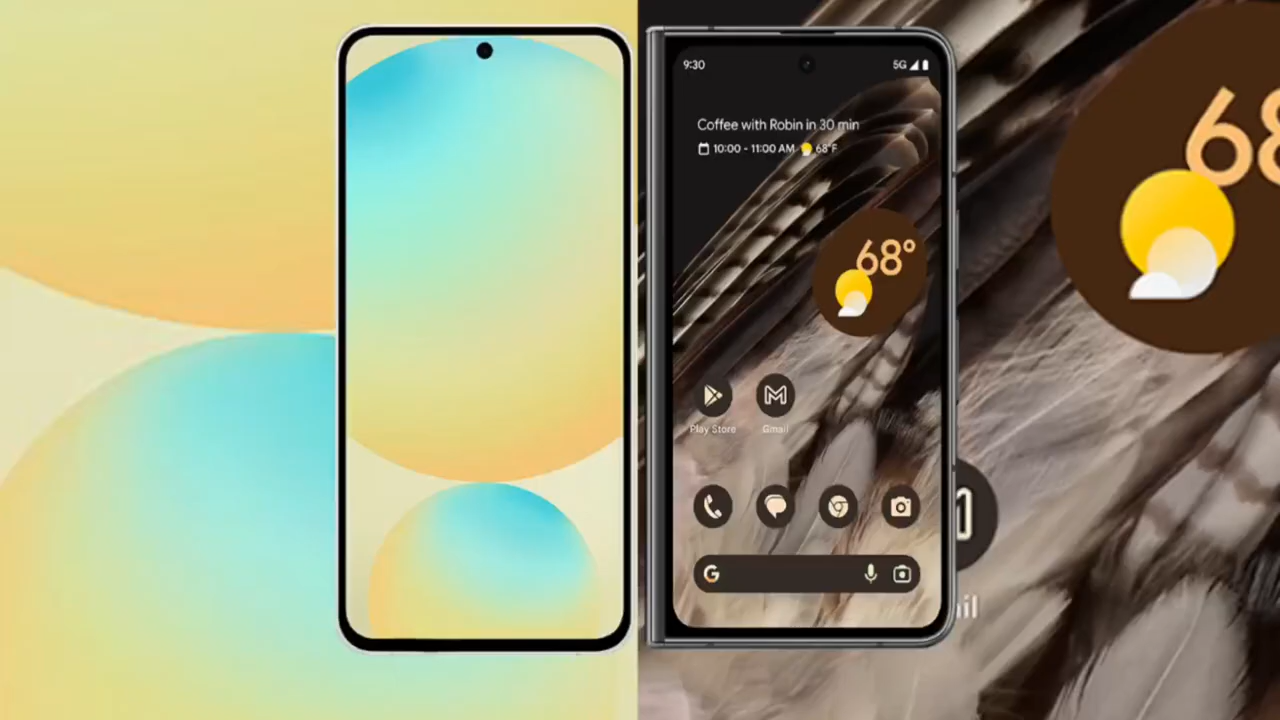 9:30
5G
Coffee with Robin in 30 min
10:00 - 11:00 AM 68°F
68°
Play Store
Gmail
G
68
ail